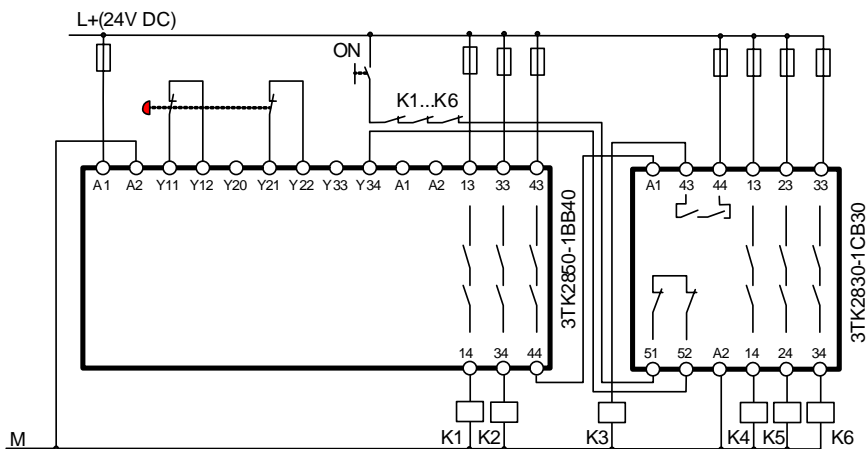 L+(24V DC)
ON
K1...K6
A1 A2 Y11 Y12 Y20 Y21 Y22 Y33 Y34 A1 A2 13 33 43
A1 43 44 13 23 33
3TK2850-1BB40
3TK2830-1CB30
14 34 44
51 52 A2 14 24 34
K1 K2 K3 K4 K5 K6
M